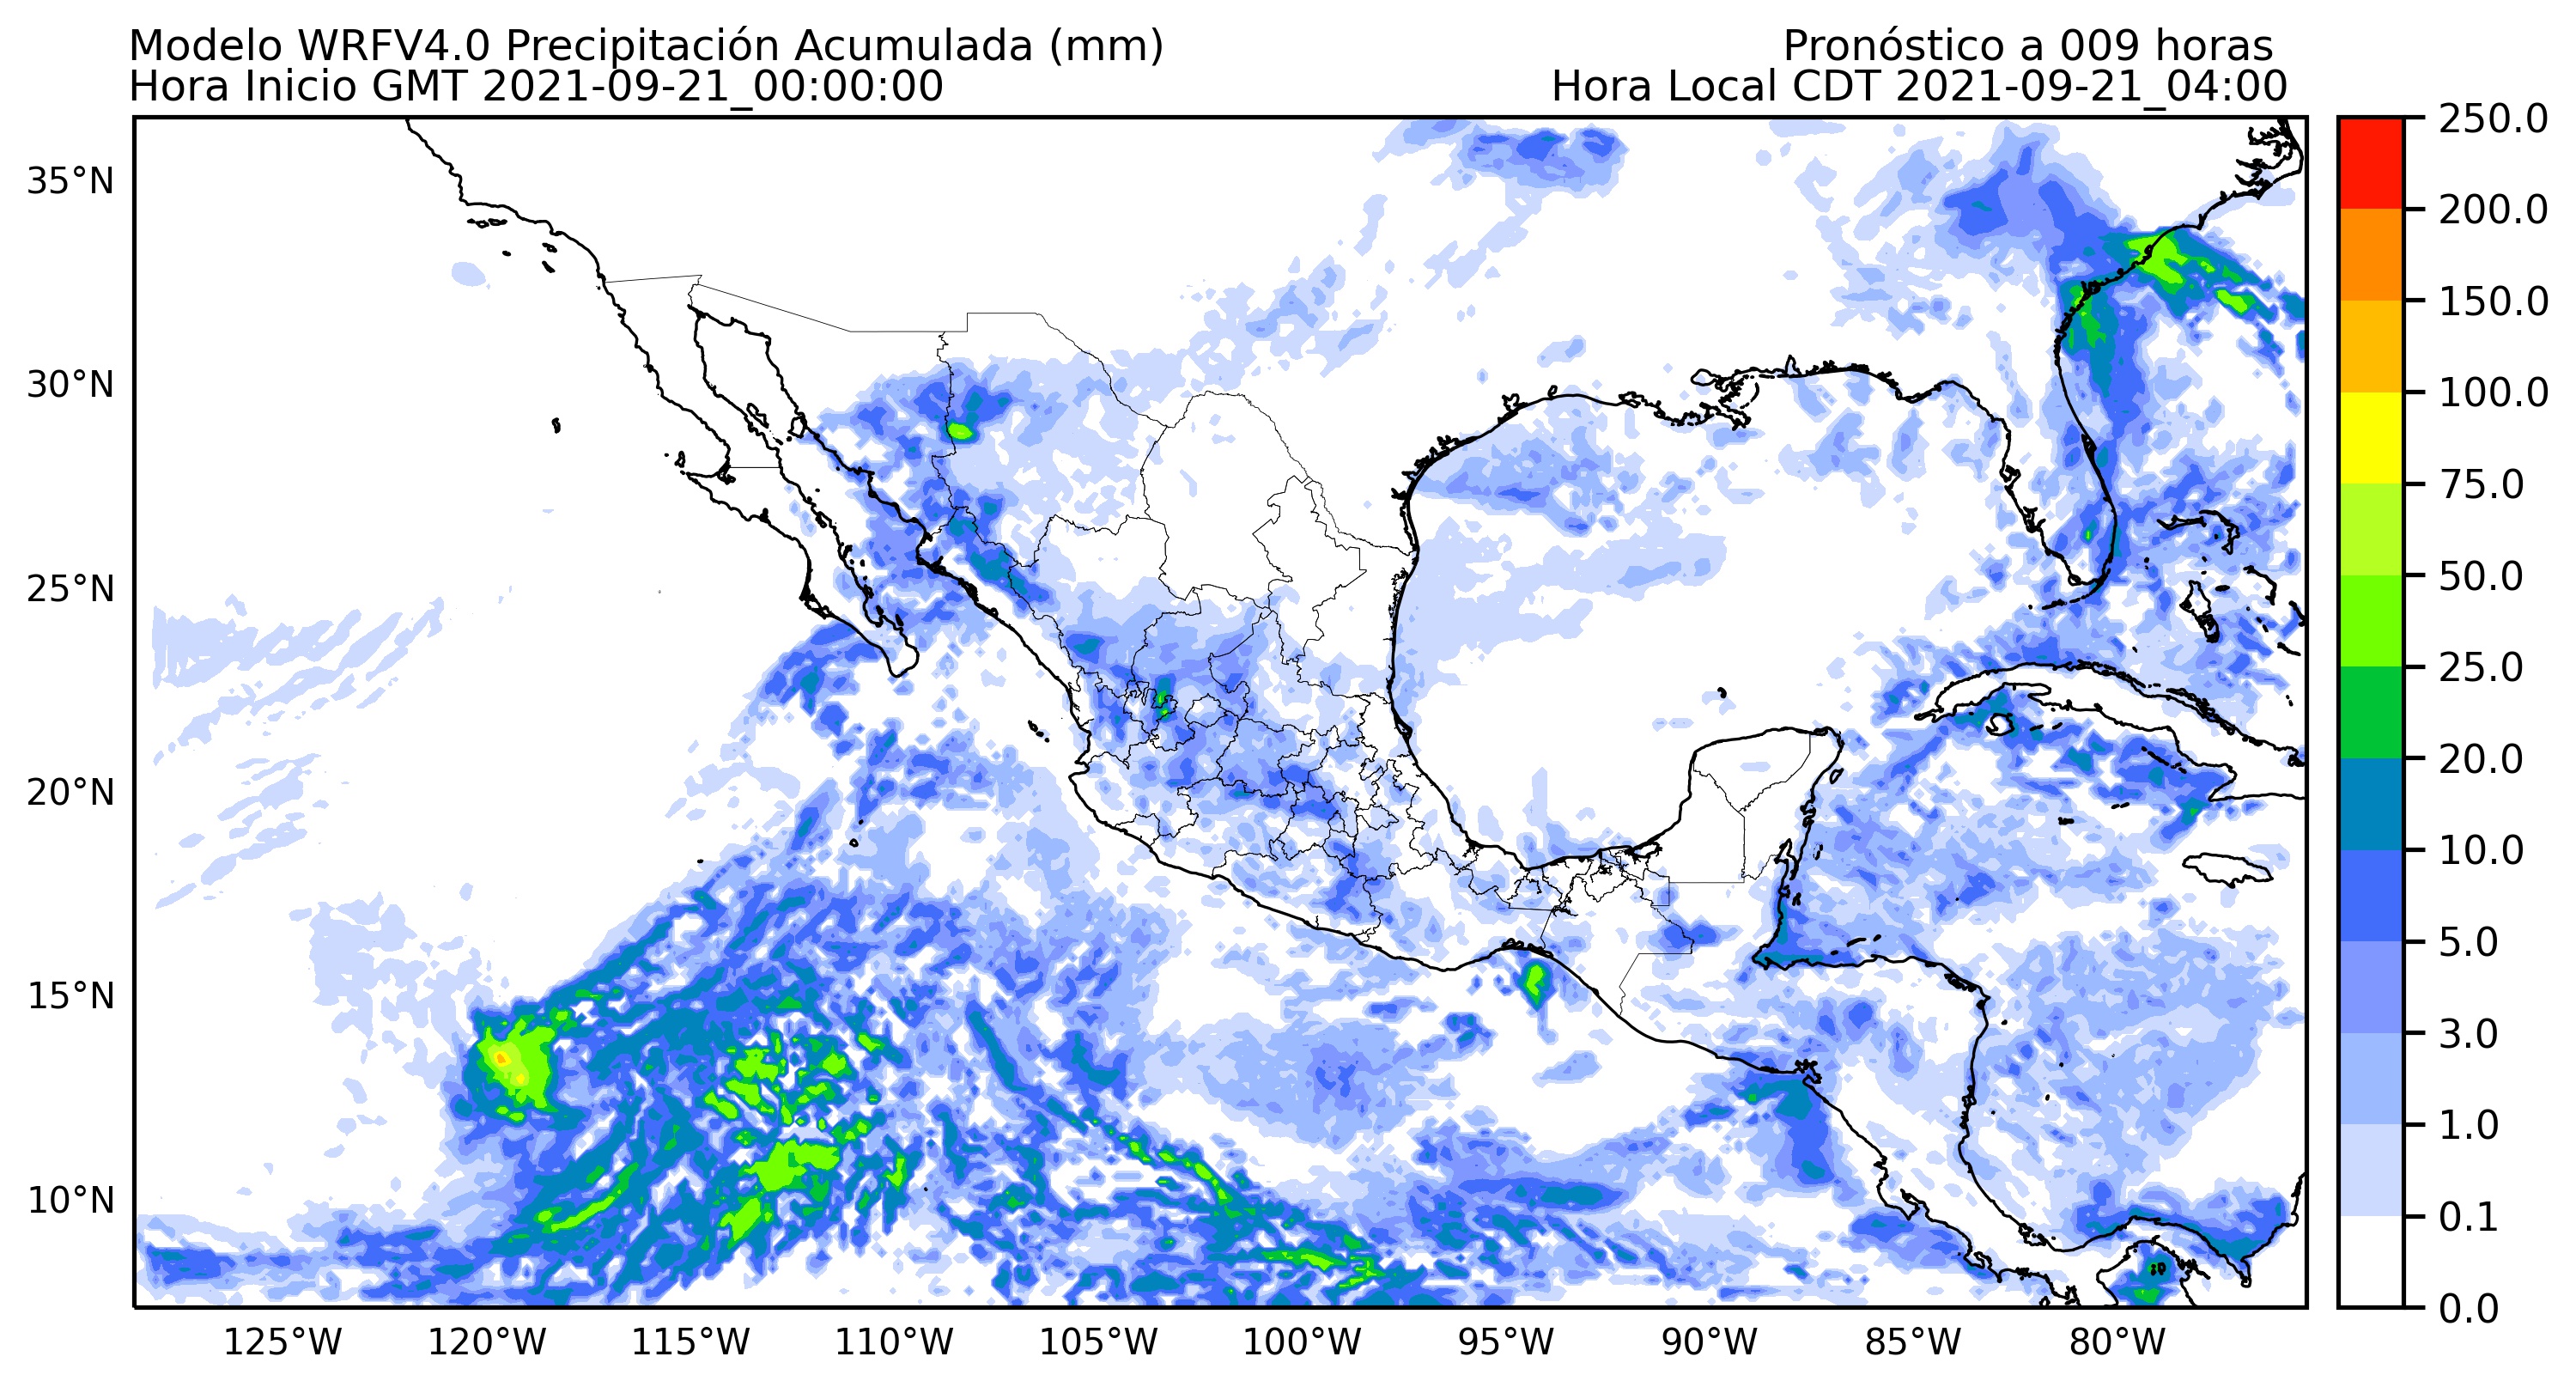 Modelo WRFV4.0 Precipitación Acumulada (mm)
Pronóstico a 009 horas
Hora Inicio GMT 2021-09-21_00:00:00
Hora Local CDT 2021-09-21_04:00
35°N
30°N
25°N
20°N
15°N
10°N
125°W
120°W
115°W
110°W
105°W
100°W
95°W
90°W
85°W
80°W
250.0
200.0
150.0
100.0
75.0
50.0
25.0
20.0
10.0
5.0
3.0
1.0
0.1
0.0